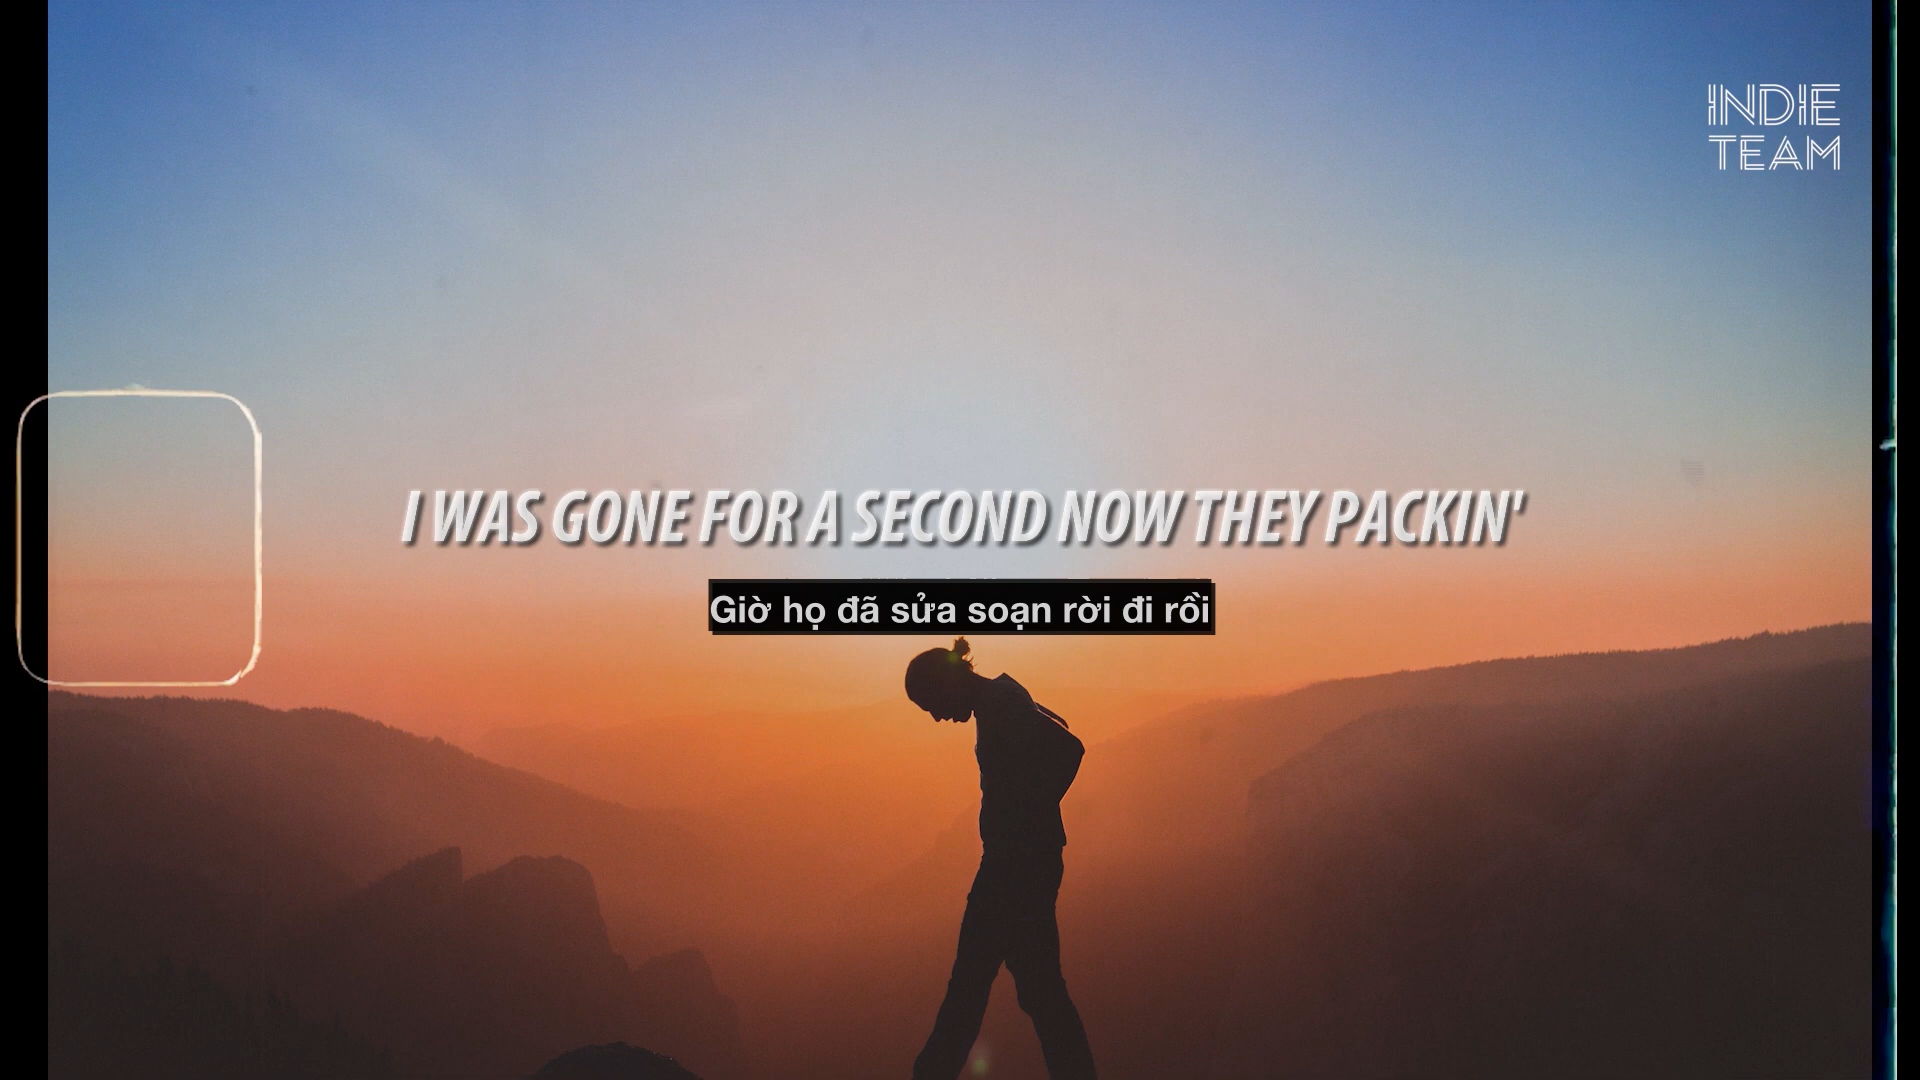 INDIE
TEAM
I WAS GONE FOR A SECOND NOW THEY PACKIN'
Giờ họ đã sửa soạn rời đi rồi